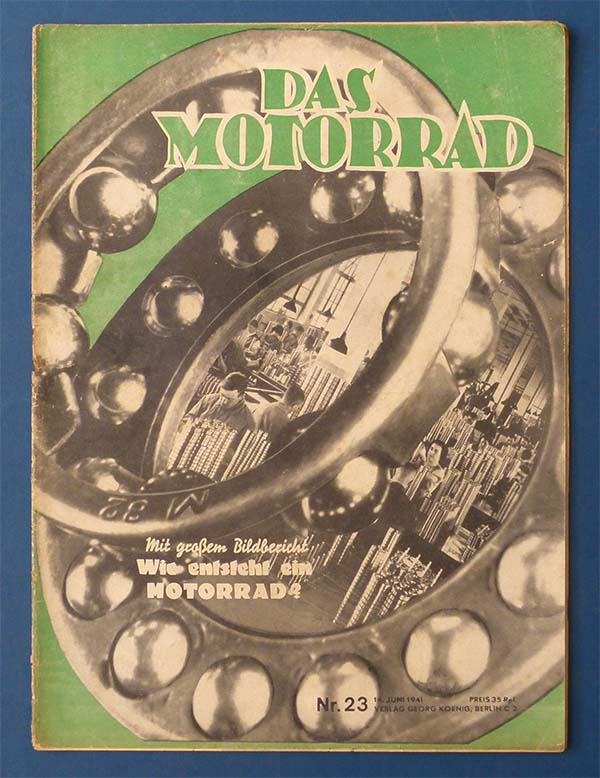 DAS
MOTORRAD
M 32
Mit großem Bildbericht
Wie entsteht ein
MOTORRAD?
Nr. 23
14. JUNI 1941 PREIS 35 Rpf.
VERLAG GEORG KOENIG, BERLIN C 2